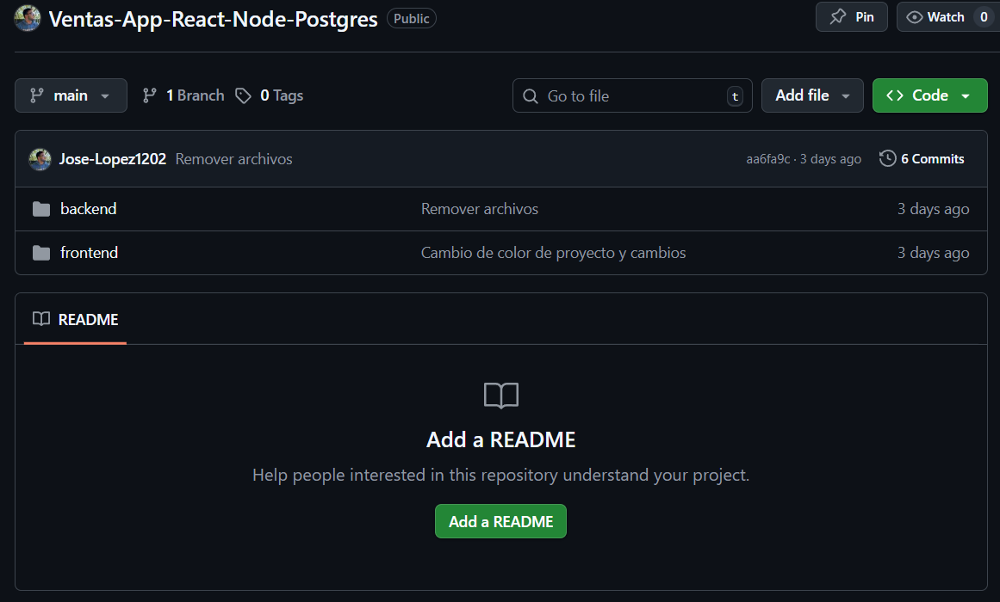 Ventas-App-React-Node-Postgres Public Pin Watch 0
main 1 Branch 0 Tags Go to file t Add file <> Code
Jose-Lopez1202 Remover archivos aa6fa9c · 3 days ago 6 Commits
backend Remover archivos 3 days ago
frontend Cambio de color de proyecto y cambios 3 days ago
README
Add a README
Help people interested in this repository understand your project.
Add a README